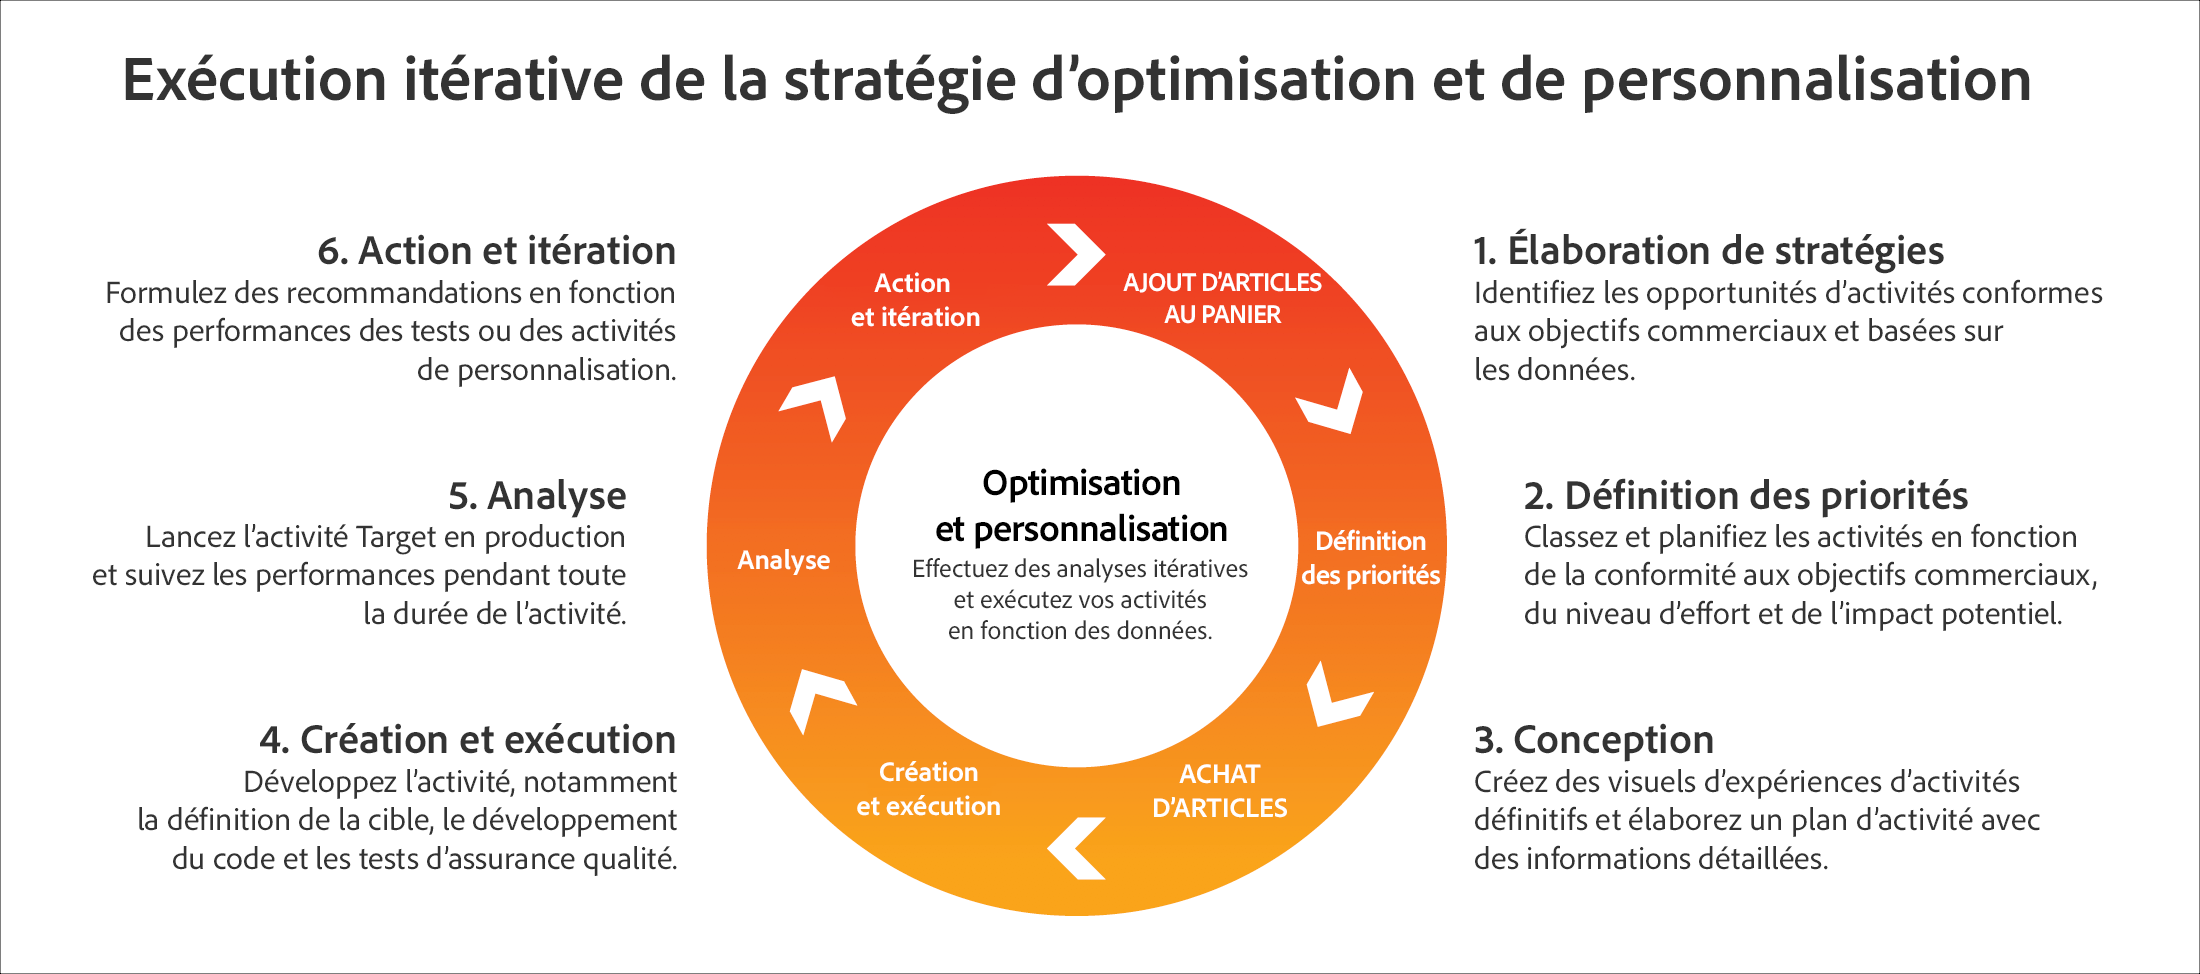 Exécution itérative de la stratégie d’optimisation et de personnalisation
6. Action et itération
Formulez des recommandations en fonction
des performances des tests ou des activités
de personnalisation.
5. Analyse
Lancez l’activité Target en production
et suivez les performances pendant toute
la durée de l’activité.
4. Création et exécution
Développez l’activité, notamment
la définition de la cible, le développement
du code et les tests d’assurance qualité.
Action
et itération
AJOUT D’ARTICLES
AU PANIER
Analyse
Optimisation
et personnalisation
Effectuez des analyses itératives
et exécutez vos activités
en fonction des données.
Définition
des priorités
Création
et exécution
ACHAT
D’ARTICLES
1. Élaboration de stratégies
Identifiez les opportunités d’activités conformes
aux objectifs commerciaux et basées sur
les données.
2. Définition des priorités
Classez et planifiez les activités en fonction
de la conformité aux objectifs commerciaux,
du niveau d’effort et de l’impact potentiel.
3. Conception
Créez des visuels d’expériences d’activités
définitifs et élaborez un plan d’activité avec
des informations détaillées.